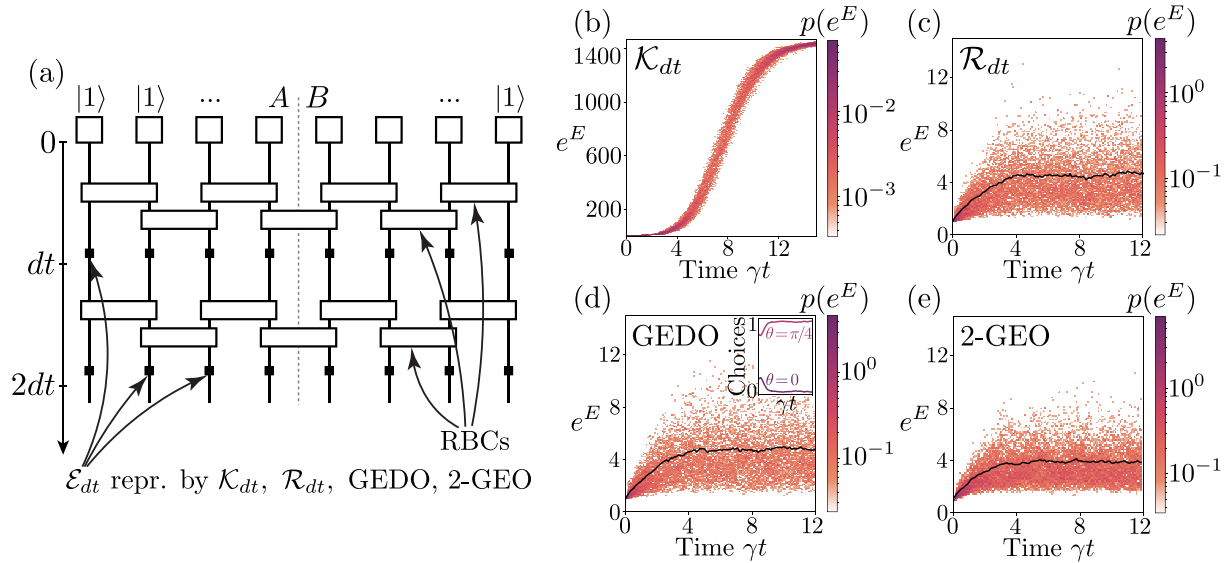 (a)
|1⟩ |1⟩ ... A B ... |1⟩
0
dt
2dt
RBCs
ℰ_dt repr. by 𝒦_dt, ℛ_dt, GEDO, 2-GEO
(b)
p(e^E)
𝒦_dt
1400
1000
e^E
600
200
0 4 8 12
Time γt
10^-2
10^-3
(c)
p(e^E)
ℛ_dt
12
8
e^E
4
0
0 4 8 12
Time γt
10^0
10^-1
(d)
p(e^E)
GEDO
12
8
e^E
4
0
0 4 8 12
Time γt
Choices
1
θ=π/4
θ=0
0
γt
10^0
10^-1
(e)
p(e^E)
2-GEO
12
8
e^E
4
0
0 4 8 12
Time γt
10^0
10^-1